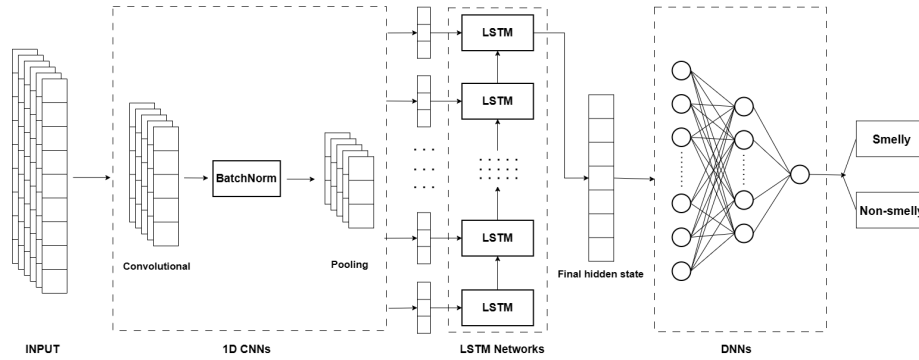 LSTM
LSTM
BatchNorm
Smelly
Non-smelly
LSTM
Convolutional
Pooling
Final hidden state
LSTM
INPUT
1D CNNs
LSTM Networks
DNNs